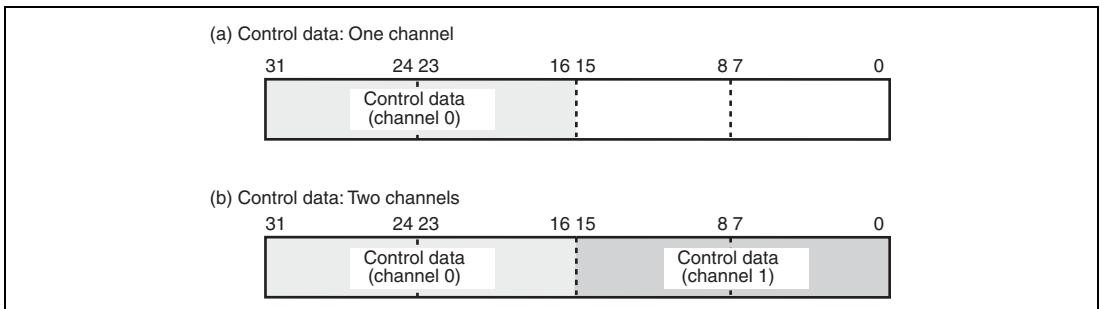 (a) Control data: One channel
31 24 23 16 15 8 7 0
Control data
(channel 0)
(b) Control data: Two channels
31 24 23 16 15 8 7 0
Control data Control data
(channel 0) (channel 1)